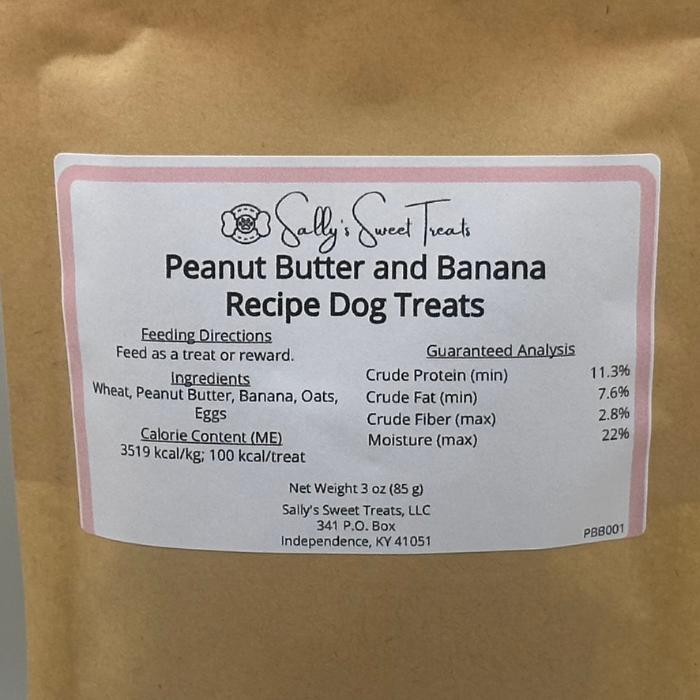 Sally's Sweet Treats
Peanut Butter and Banana
Recipe Dog Treats
Feeding Directions
Feed as a treat or reward.
Ingredients
Wheat, Peanut Butter, Banana, Oats,
Eggs
Calorie Content (ME)
3519 kcal/kg; 100 kcal/treat
Guaranteed Analysis
Crude Protein (min) 11.3%
Crude Fat (min) 7.6%
Crude Fiber (max) 2.8%
Moisture (max) 22%
Net Weight 3 oz (85 g)
Sally's Sweet Treats, LLC
341 P.O. Box
Independence, KY 41051
PBB001